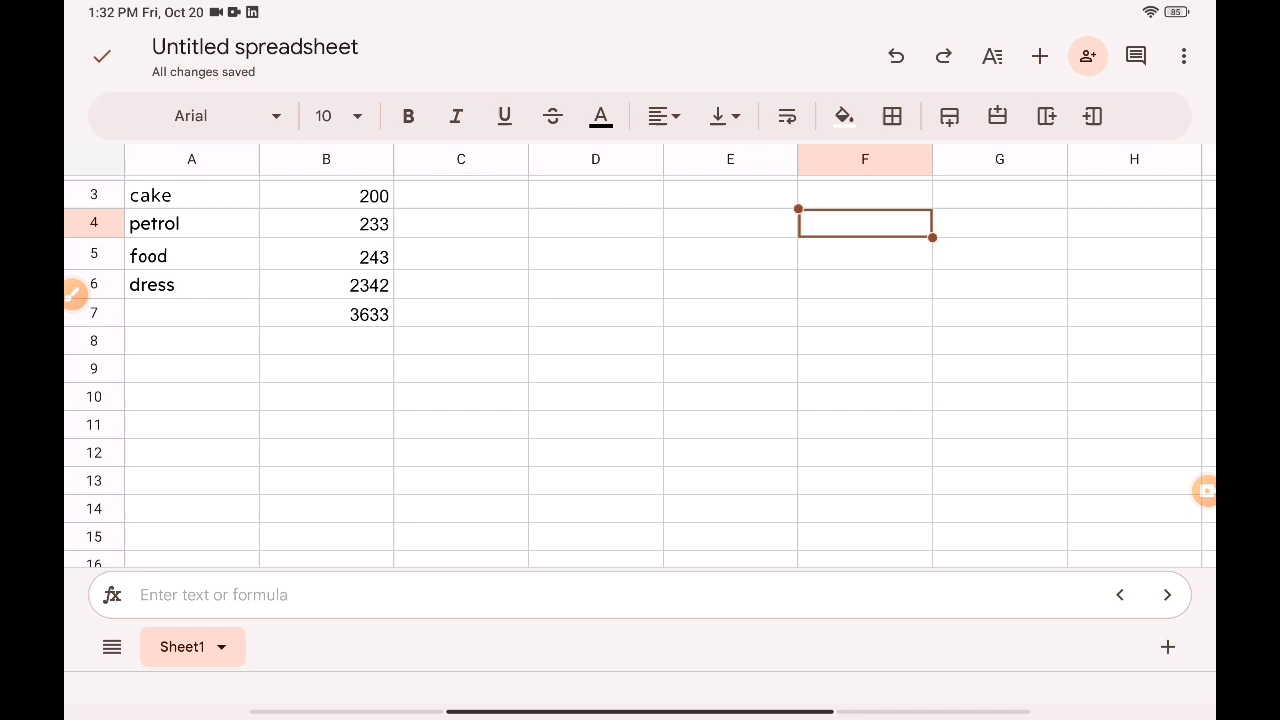 1:32 PM Fri, Oct 20
85
Untitled spreadsheet
All changes saved
Arial 10 B I U S A
A B C D E F G H
3 cake 200
4 petrol 233
5 food 243
6 dress 2342
7 3633
8
9
10
11
12
13
14
15
16
fx Enter text or formula
Sheet1